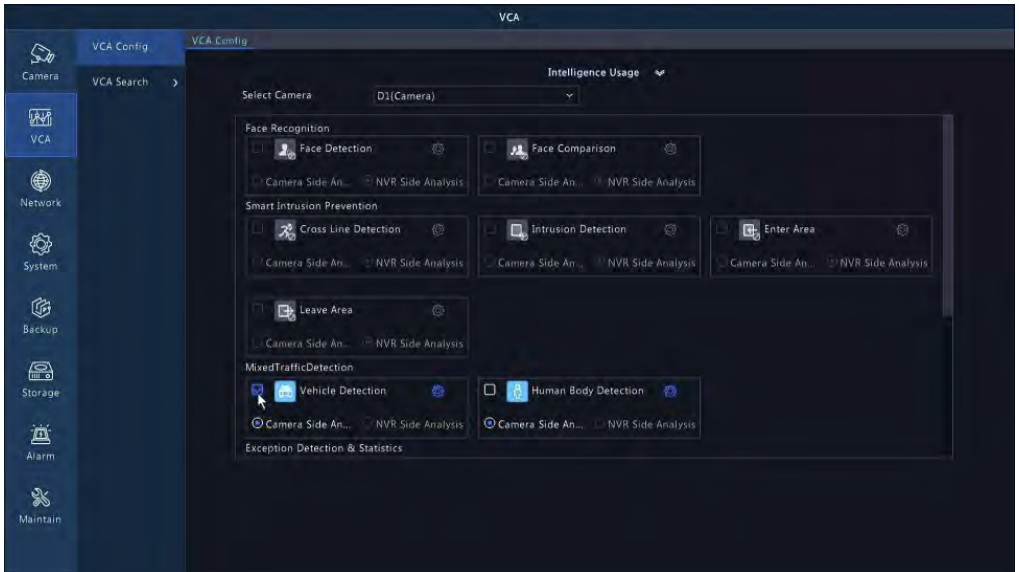 VCA
Camera
VCA
Network
System
Backup
Storage
Alarm
Maintain
VCA Config
VCA Search
VCA Config
Intelligence Usage
Select Camera D1(Camera)
Face Recognition
Face Detection Face Comparison
Camera Side An... NVR Side Analysis Camera Side An... NVR Side Analysis
Smart Intrusion Prevention
Cross Line Detection Intrusion Detection Enter Area
Camera Side An... NVR Side Analysis Camera Side An... NVR Side Analysis Camera Side An... NVR Side Analysis
Leave Area
Camera Side An... NVR Side Analysis
MixedTrafficDetection
Vehicle Detection Human Body Detection
Camera Side An... NVR Side Analysis Camera Side An... NVR Side Analysis
Exception Detection & Statistics